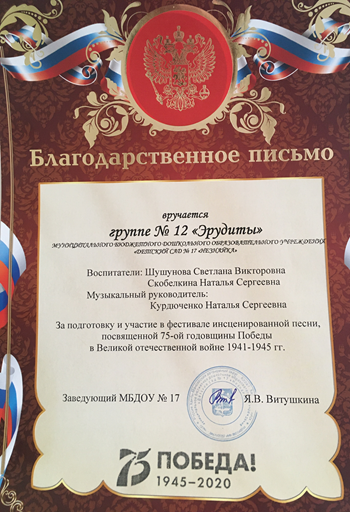 Благодарственное письмо
вручается
группе № 12 «Эрудиты»
МУНИЦИПАЛЬНОГО БЮДЖЕТНОГО ДОШКОЛЬНОГО ОБРАЗОВАТЕЛЬНОГО УЧРЕЖДЕНИЯ
«ДЕТСКИЙ САД № 17 «НЕЗНАЙКА»
Воспитатели: Шушунова Светлана Викторовна
Скобелкина Наталья Сергеевна
Музыкальный руководитель:
Курдюченко Наталья Сергеевна
За подготовку и участие в фестивале инсценированной песни,
посвященной 75-ой годовщины Победы
в Великой отечественной войне 1941-1945 гг.
Заведующий МБДОУ № 17 Я.В. Витушкина
75 ПОБЕДА!
1945–2020